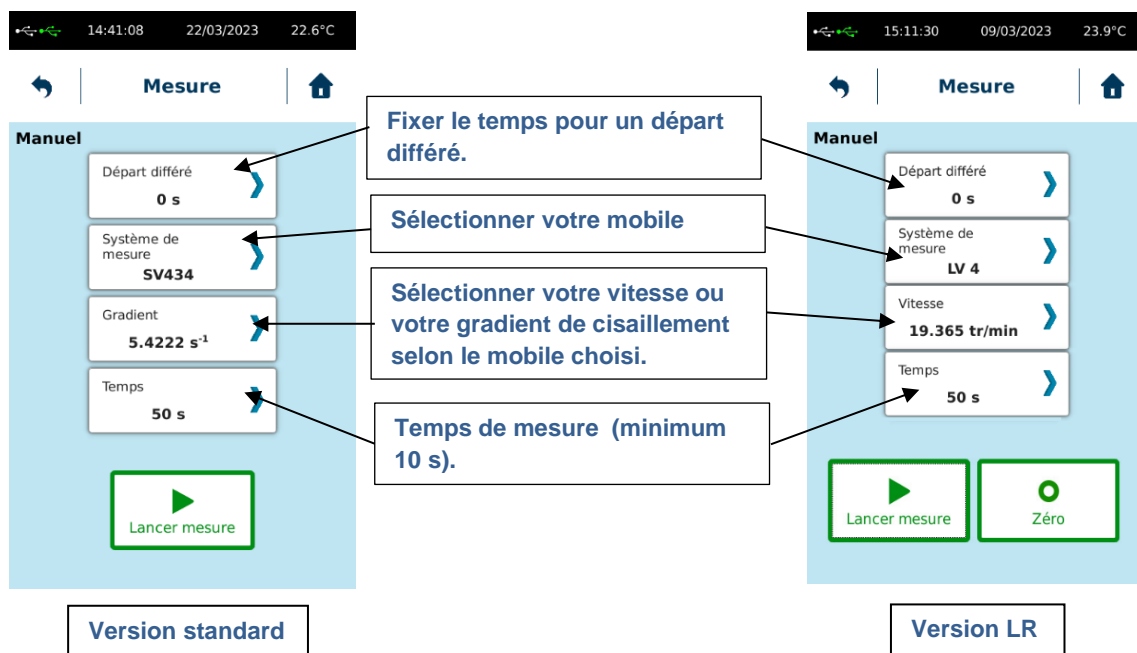 14:41:08 22/03/2023 22.6°C
Mesure
Manuel
Départ différé
0 s
Système de
mesure
SV434
Gradient
5.4222 s⁻¹
Temps
50 s
Lancer mesure
Version standard
Fixer le temps pour un départ
différé.
Sélectionner votre mobile
Sélectionner votre vitesse ou
votre gradient de cisaillement
selon le mobile choisi.
Temps de mesure (minimum
10 s).
15:11:30 09/03/2023 23.9°C
Mesure
Manuel
Départ différé
0 s
Système de
mesure
LV 4
Vitesse
19.365 tr/min
Temps
50 s
Lancer mesure
Zéro
Version LR